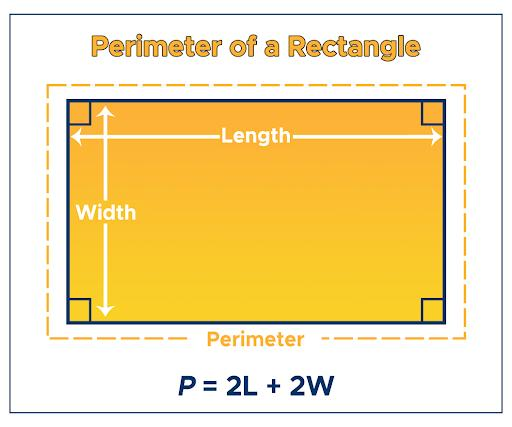 Perimeter of a Rectangle
Length
Width
Perimeter
P = 2L + 2W